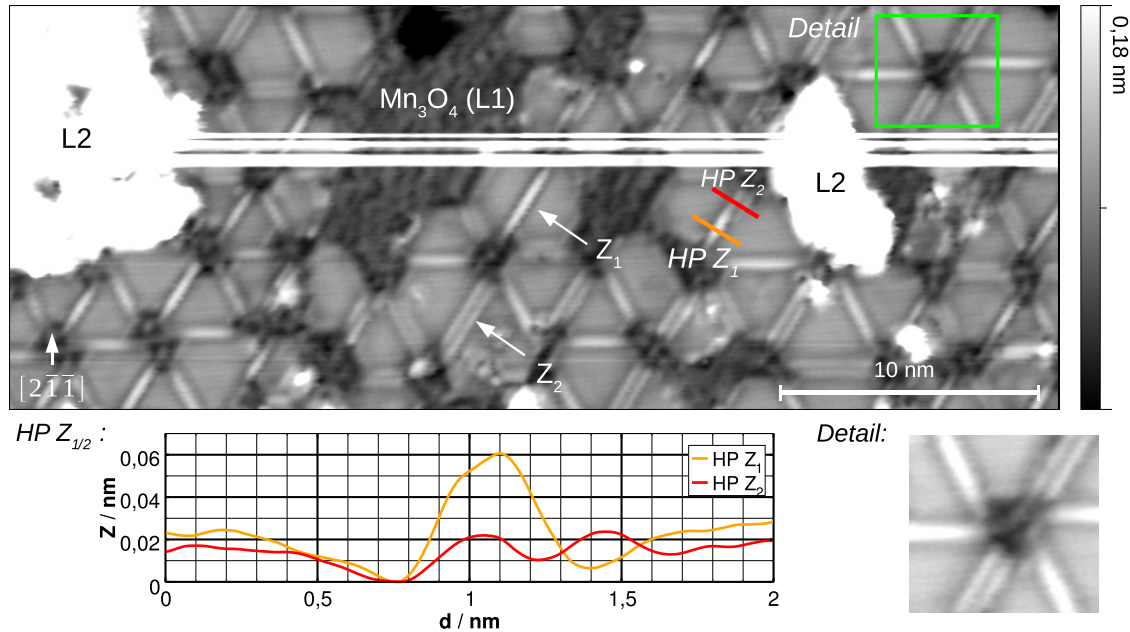 Detail
0,18 nm
Mn₃O₄ (L1)
L2
HP Z₂
L2
Z₁
HP Z₁
10 nm
Z₂
[21̅1̅]
HP Z₁/₂ :
Detail:
Z / nm
0,06
0,04
0,02
0
HP Z₁
HP Z₂
0
0,5
1
1,5
2
d / nm